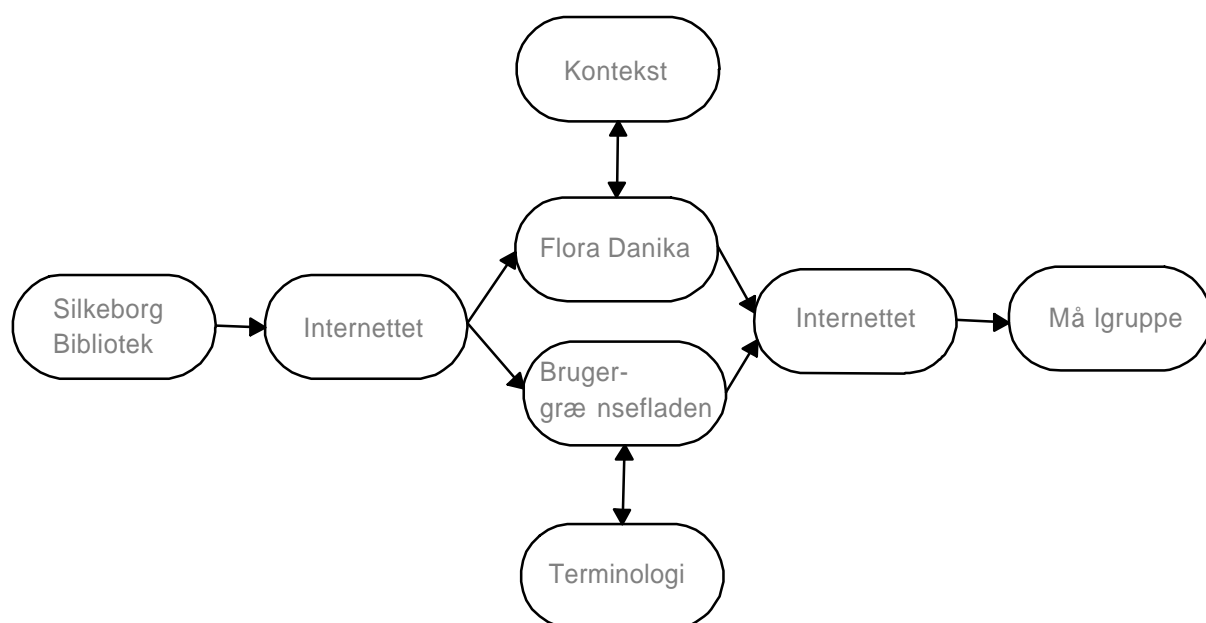 Kontekst
Flora Danika
Silkeborg
Bibliotek
Internettet
Internettet
Må lgruppe
Bruger-
græ nsefladen
Terminologi